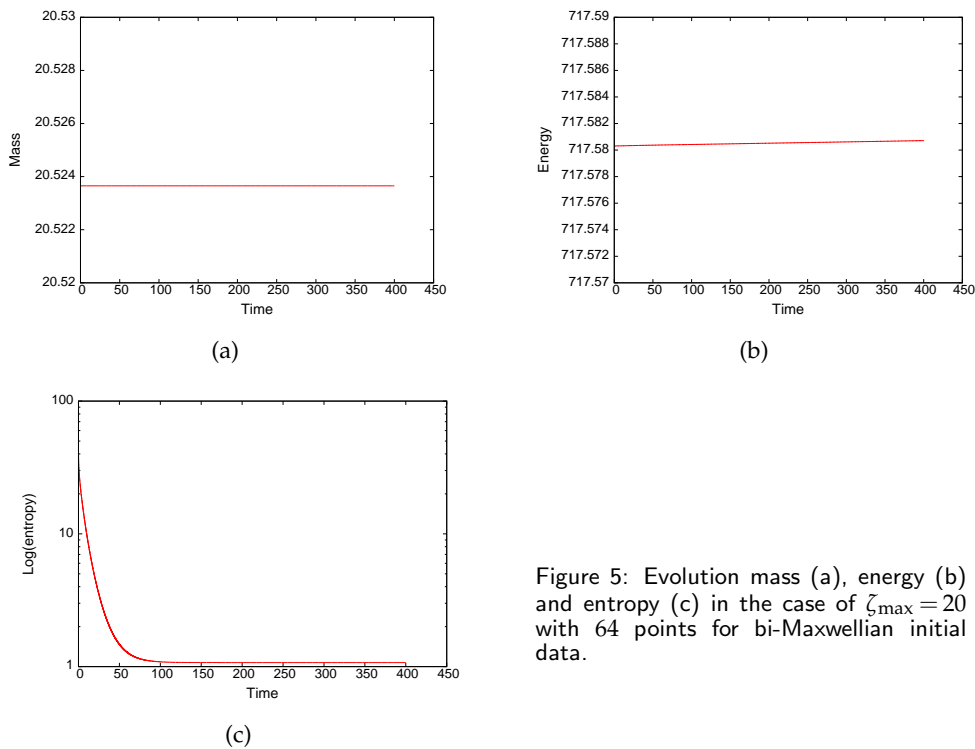 20.53
20.528
20.526
20.524
20.522
20.52
0 50 100 150 200 250 300 350 400 450
Mass
Time
(a)
717.59
717.588
717.586
717.584
717.582
717.58
717.578
717.576
717.574
717.572
717.57
0 50 100 150 200 250 300 350 400 450
Energy
Time
(b)
100
10
1
0 50 100 150 200 250 300 350 400 450
Log(entropy)
Time
(c)
Figure 5: Evolution mass (a), energy (b)
and entropy (c) in the case of ζmax = 20
with 64 points for bi-Maxwellian initial
data.